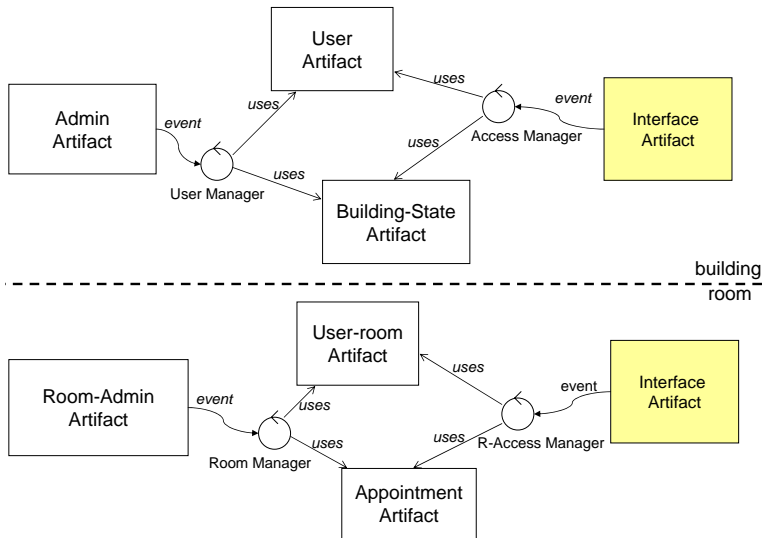 User
Artifact
uses
uses
event
Admin
Artifact
event
Access Manager
Interface
Artifact
User Manager
uses
uses
Building-State
Artifact
building
room
User-room
Artifact
uses
Room-Admin
Artifact
event
uses
event
Interface
Artifact
Room Manager
uses
uses
R-Access Manager
Appointment
Artifact